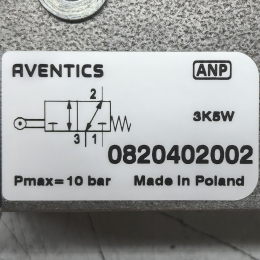 AVENTICS ANP
2
3K5W
3 1
0820402002
Pmax=10 bar Made In Poland